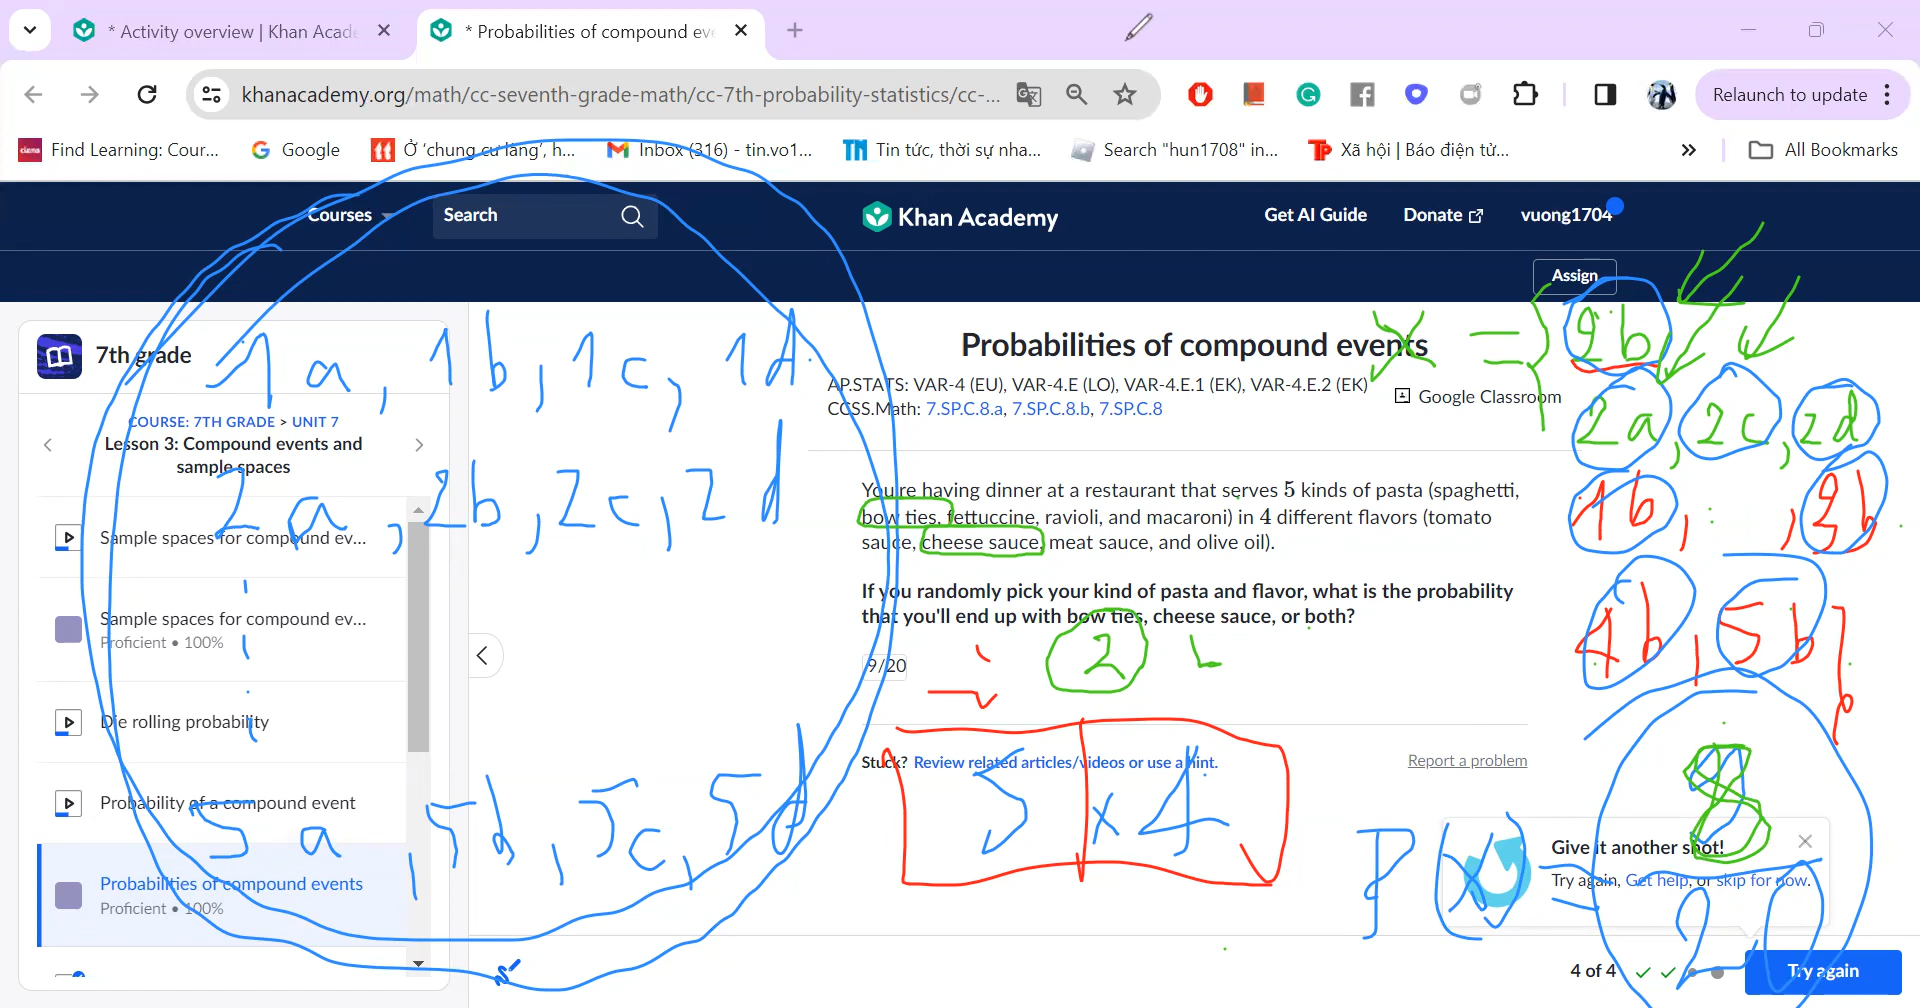 * Activity overview | Khan Acade
* Probabilities of compound eve
khanacademy.org/math/cc-seventh-grade-math/cc-7th-probability-statistics/cc-...
Relaunch to update
Find Learning: Cour...
Google
Ở 'chung cư làng', h...
Inbox (316) - tin.vo1...
Tin tức, thời sự nha...
Search "hun1708" in...
Xã hội | Báo điện tử...
All Bookmarks
Courses
Search
Khan Academy
Get AI Guide
Donate
vuong1704
Assign
7th grade
COURSE: 7TH GRADE > UNIT 7
Lesson 3: Compound events and
sample spaces
Sample spaces for compound ev...
Sample spaces for compound ev...
Proficient • 100%
Die rolling probability
Probability of a compound event
Probabilities of compound events
Proficient • 100%
1a, 1b, 1c, 1d
2a, 2b, 2c, 2d
5a, 5b, 5c, 5d
Probabilities of compound events
AP.STATS: VAR-4 (EU), VAR-4.E (LO), VAR-4.E.1 (EK), VAR-4.E.2 (EK)
CCSS.Math: 7.SP.C.8.a, 7.SP.C.8.b, 7.SP.C.8
Google Classroom
You're having dinner at a restaurant that serves 5 kinds of pasta (spaghetti,
bow ties, fettuccine, ravioli, and macaroni) in 4 different flavors (tomato
sauce, cheese sauce, meat sauce, and olive oil).
If you randomly pick your kind of pasta and flavor, what is the probability
that you'll end up with bow ties, cheese sauce, or both?
9/20
2
5 x 4
Stuck? Review related articles/videos or use a hint.
Report a problem
X = { 2b,
2a, 2c, 2d
1b, , 3b
4b, 5b }
P(x) = 8
20
Give it another shot!
Try again, Get help, or skip for now.
4 of 4
Try again